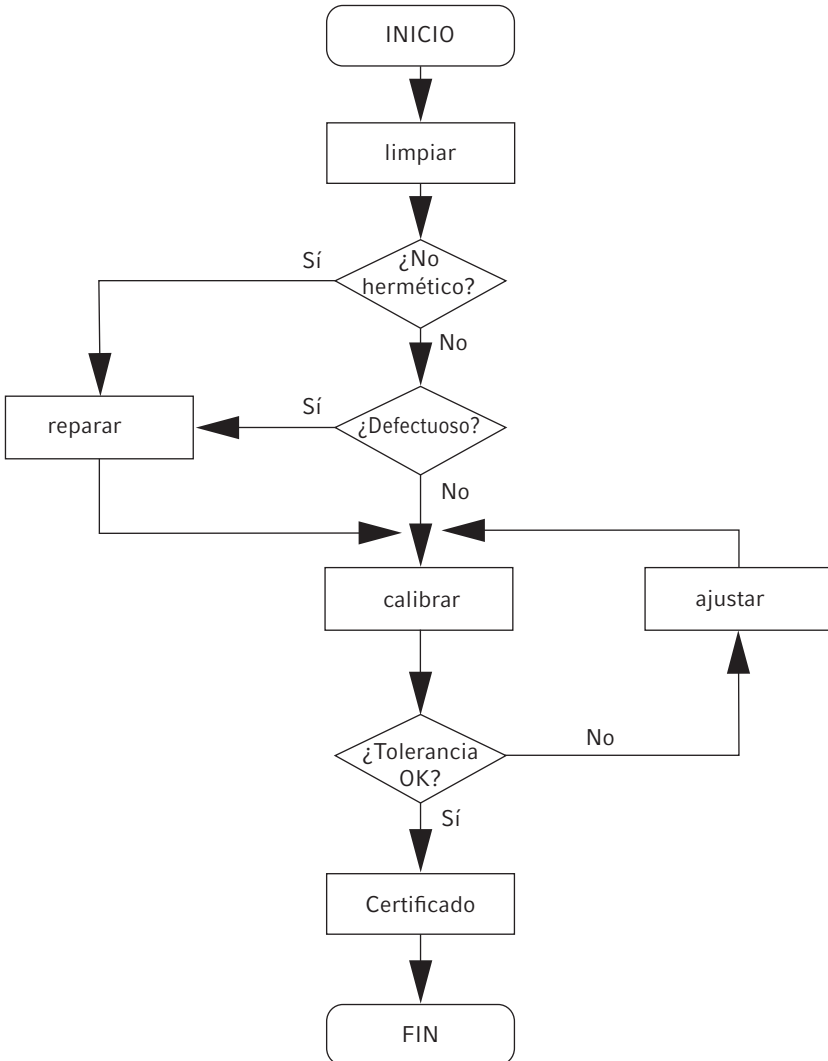 INICIO
limpiar
Sí
¿No
hermético?
No
reparar
Sí
¿Defectuoso?
No
calibrar
ajustar
¿Tolerancia
OK?
No
Sí
Certificado
FIN